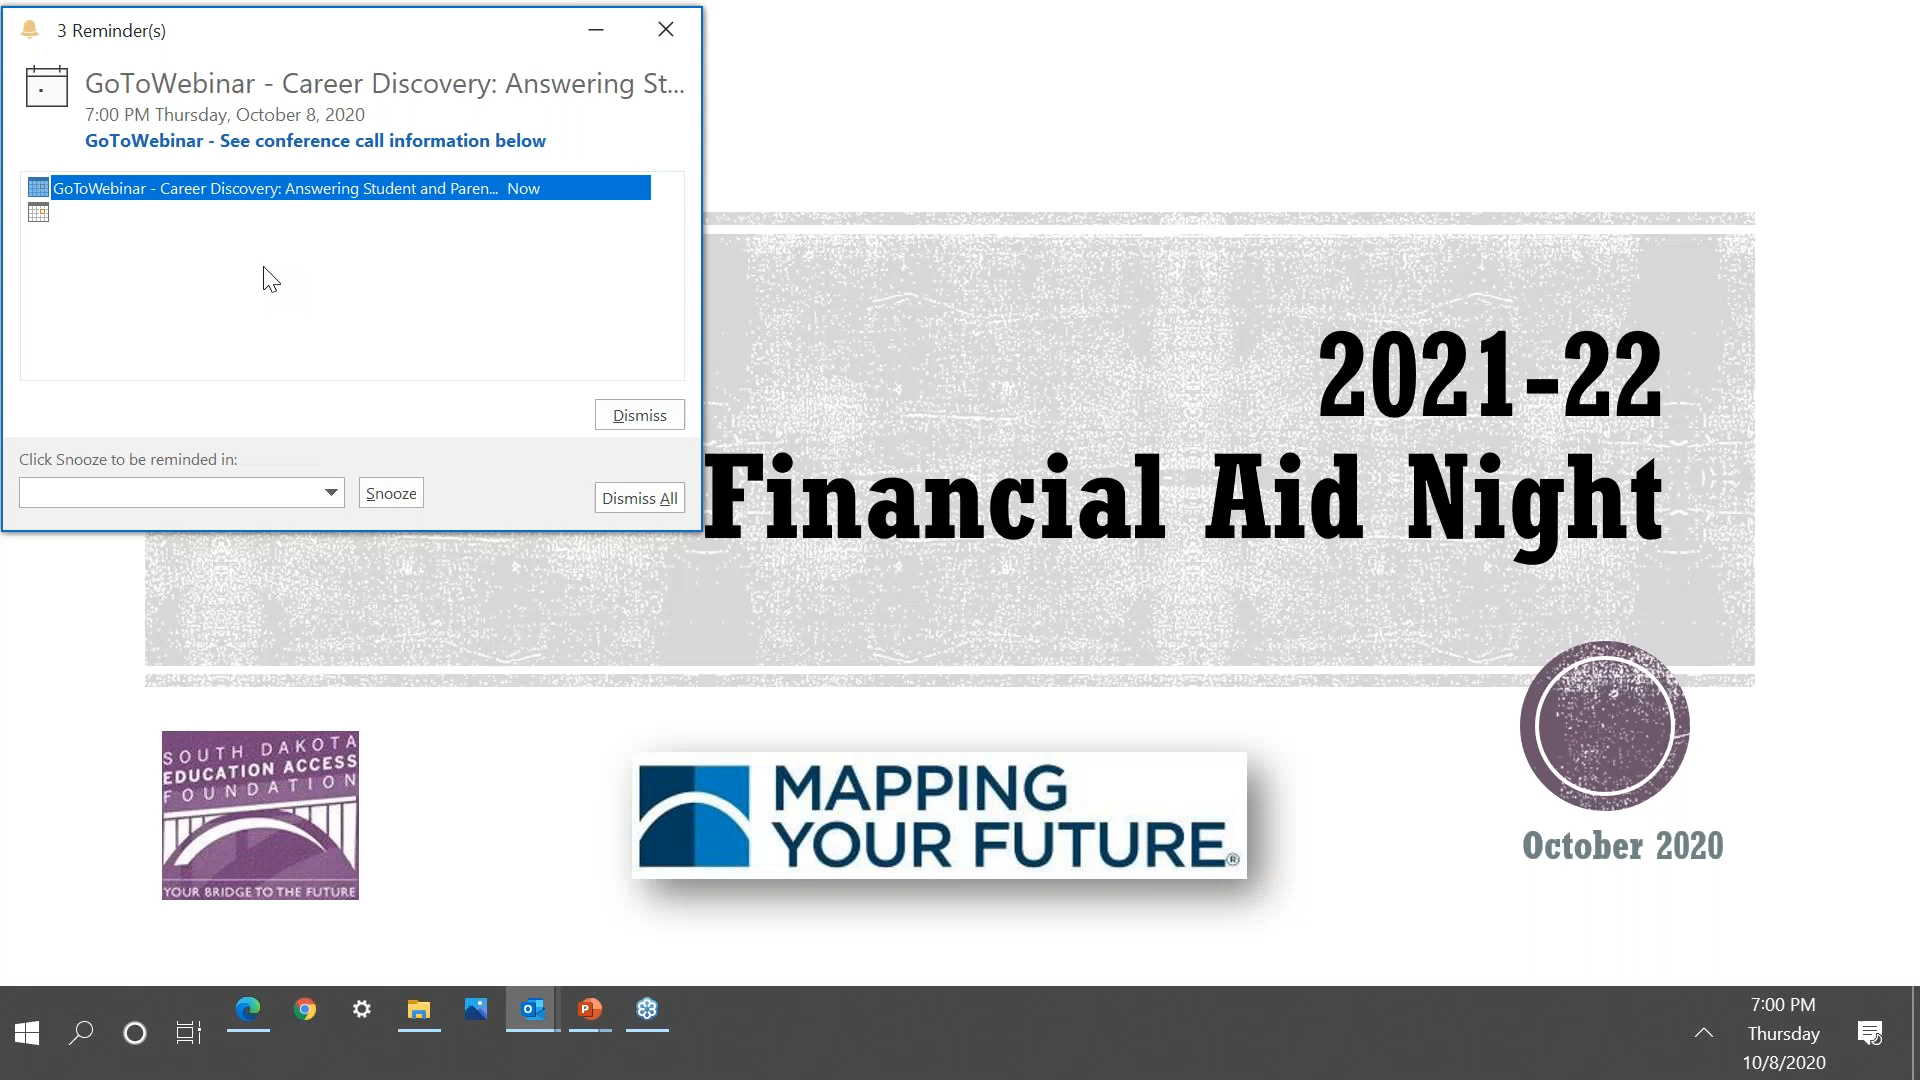 3 Reminder(s)
GoToWebinar - Career Discovery: Answering St...
7:00 PM Thursday, October 8, 2020
GoToWebinar - See conference call information below
GoToWebinar - Career Discovery: Answering Student and Paren... Now
Dismiss
Click Snooze to be reminded in:
Snooze
Dismiss All
2021-22
Financial Aid Night
SOUTH DAKOTA
EDUCATION ACCESS
FOUNDATION
YOUR BRIDGE TO THE FUTURE
MAPPING
YOUR FUTURE®
October 2020
7:00 PM
Thursday
10/8/2020